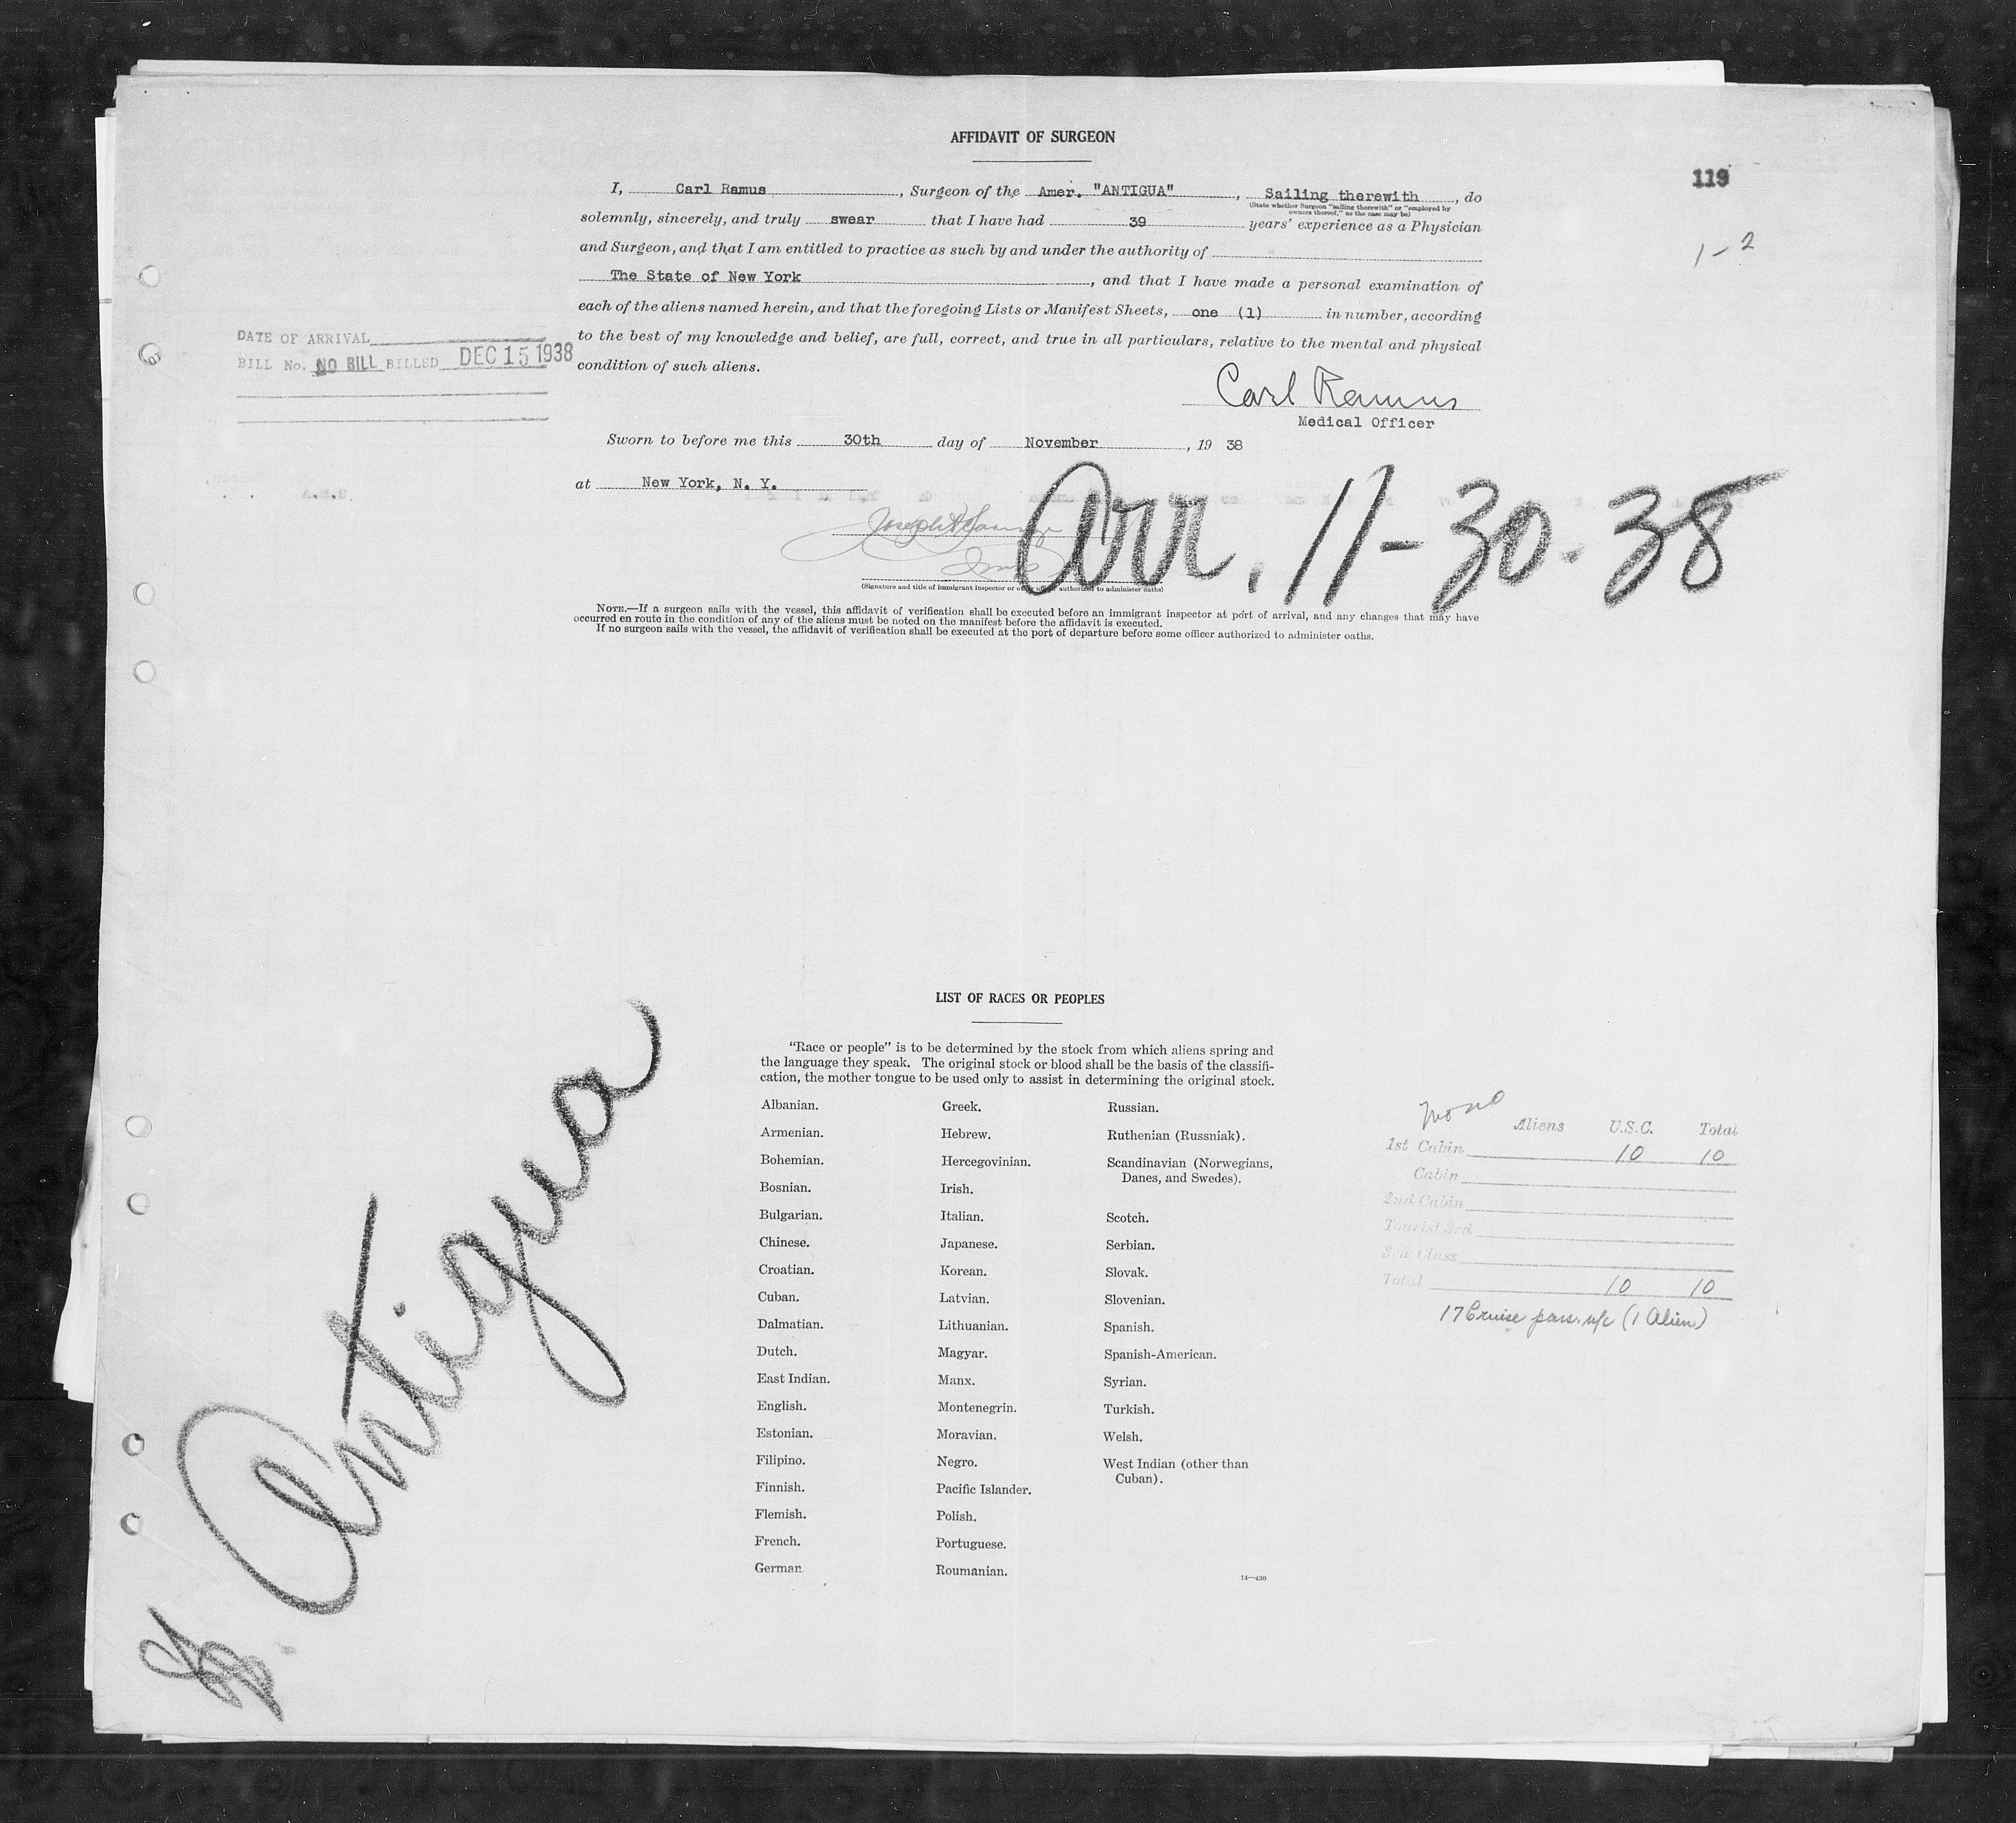 AFFIDAVIT OF SURGEON
119
1-2
I, Carl Ramus, Surgeon of the Amer. "ANTIGUA", Sailing therewith, do
(State whether Surgeon "sailing therewith" or "employed by
owners thereof," as the case may be)
solemnly, sincerely, and truly swear that I have had 39 years' experience as a Physician
and Surgeon, and that I am entitled to practice as such by and under the authority of
The State of New York, and that I have made a personal examination of
each of the aliens named herein, and that the foregoing Lists or Manifest Sheets, one (1) in number, according
to the best of my knowledge and belief, are full, correct, and true in all particulars, relative to the mental and physical
condition of such aliens.
DATE OF ARRIVAL
BILL No. NO BILL BILLED DEC 15 1938
Carl Ramus
Medical Officer
Sworn to before me this 30th day of November, 19 38
at New York, N. Y.
Arr. 11-30-38
(Signature and title of immigrant inspector or other officer authorized to administer oaths)
NOTE.—If a surgeon sails with the vessel, this affidavit of verification shall be executed before an immigrant inspector at port of arrival, and any changes that may have
occurred en route in the condition of any of the aliens must be noted on the manifest before the affidavit is executed.
If no surgeon sails with the vessel, the affidavit of verification shall be executed at the port of departure before some officer authorized to administer oaths.
Antigua
LIST OF RACES OR PEOPLES
"Race or people" is to be determined by the stock from which aliens spring and
the language they speak. The original stock or blood shall be the basis of the classifi-
cation, the mother tongue to be used only to assist in determining the original stock.
Albanian.
Armenian.
Bohemian.
Bosnian.
Bulgarian.
Chinese.
Croatian.
Cuban.
Dalmatian.
Dutch.
East Indian.
English.
Estonian.
Filipino.
Finnish.
Flemish.
French.
German
Greek.
Hebrew.
Hercegovinian.
Irish.
Italian.
Japanese.
Korean.
Latvian.
Lithuanian.
Magyar.
Manx.
Montenegrin.
Moravian.
Negro.
Pacific Islander.
Polish.
Portuguese.
Roumanian.
Russian.
Ruthenian (Russniak).
Scandinavian (Norwegians,
Danes, and Swedes).
Scotch.
Serbian.
Slovak.
Slovenian.
Spanish.
Spanish-American.
Syrian.
Turkish.
Welsh.
West Indian (other than
Cuban).
14—430
Aliens U.S.C. Total
1st Cabin 10 10
Cabin
2nd Cabin
Tourist 3rd
3rd Class
Total 10 10
17 Cruise pass. n/c (1 Alien)